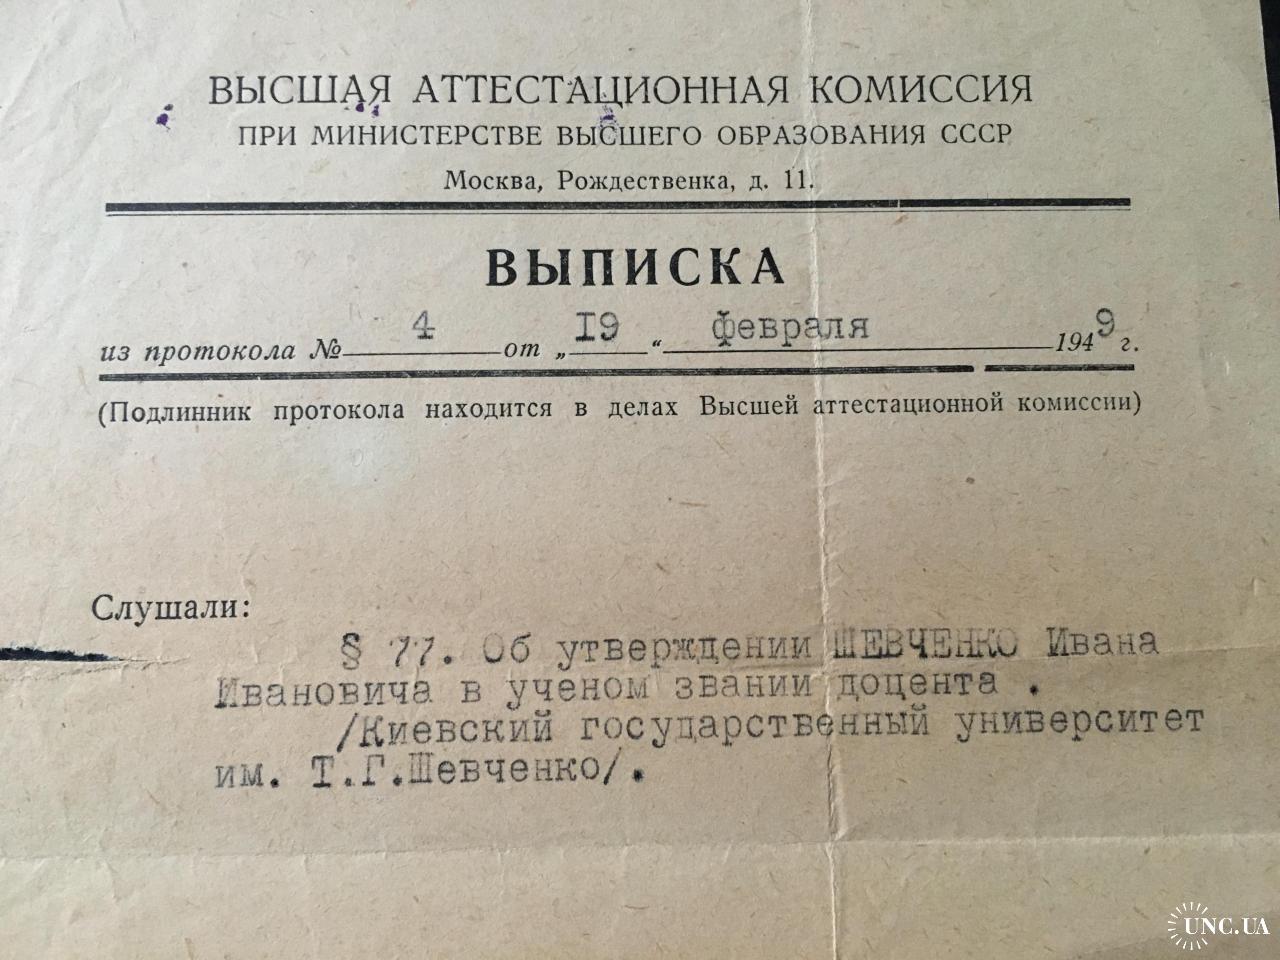 ВЫСШАЯ АТТЕСТАЦИОННАЯ КОМИССИЯ
ПРИ МИНИСТЕРСТВЕ ВЫСШЕГО ОБРАЗОВАНИЯ СССР
Москва, Рождественка, д. 11.
ВЫПИСКА
из протокола № 4 от „ 19 “ февраля 1949 г.
(Подлинник протокола находится в делах Высшей аттестационной комиссии)
Слушали:
§ 77. Об утверждении ШЕВЧЕНКО Ивана
Ивановича в ученом звании доцента .
/Киевский государственный университет
им. Т.Г.Шевченко/.
UNC.UA